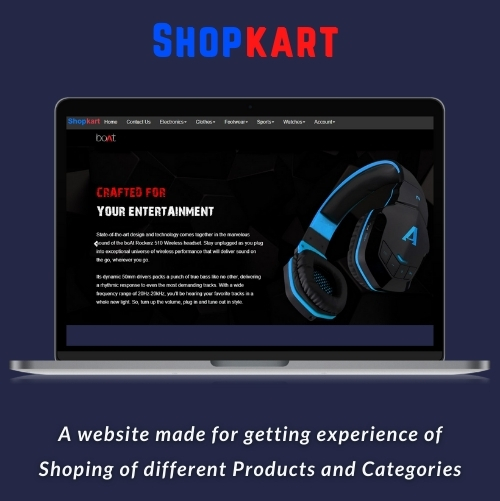 SHOPKART
Shopkart Home Contact Us Electronics Clothes Footwear Sports Watches Account
boAt
CRAFTED FOR
YOUR ENTERTAINMENT
State-of-the-art design and technology comes together in the marvelous
sound of the boAt Rockerz 510 Wireless headset. Stay unplugged as you plug
into exceptional universe of wireless performance that will deliver sound on
the go, wherever you go.
Its dynamic 50mm drivers packs a punch of true bass like no other, delivering
a rhythmic response to even the most demanding tracks. With a wide
frequency range of 20Hz-20kHz, you'll be hearing your favorite tracks in a
whole new light. So, turn up the volume, plug in and tune out in style.
A website made for getting experience of
Shoping of different Products and Categories